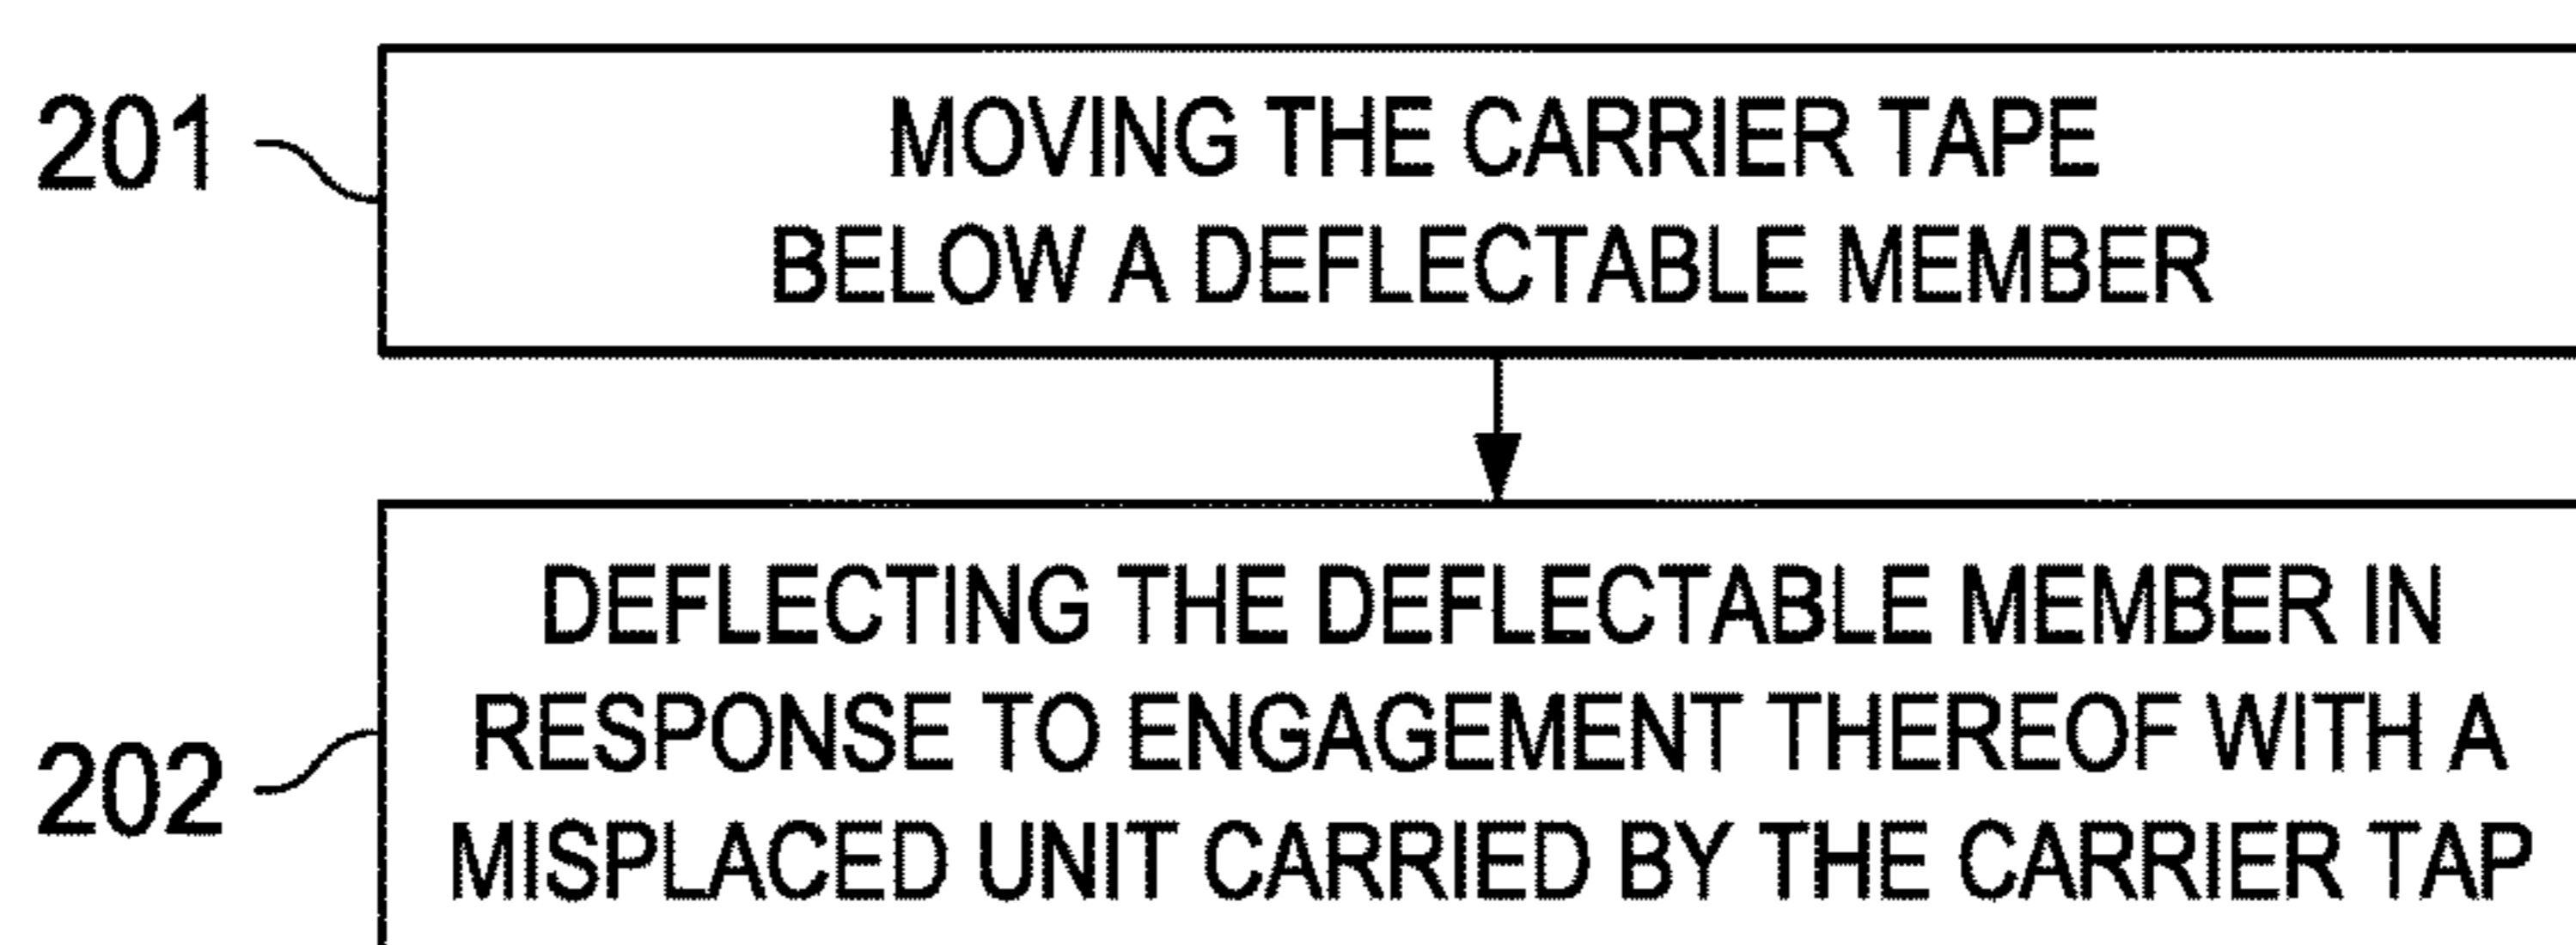 201
MOVING THE CARRIER TAPE
BELOW A DEFLECTABLE MEMBER
202
DEFLECTING THE DEFLECTABLE MEMBER IN
RESPONSE TO ENGAGEMENT THEREOF WITH A
MISPLACED UNIT CARRIED BY THE CARRIER TAP